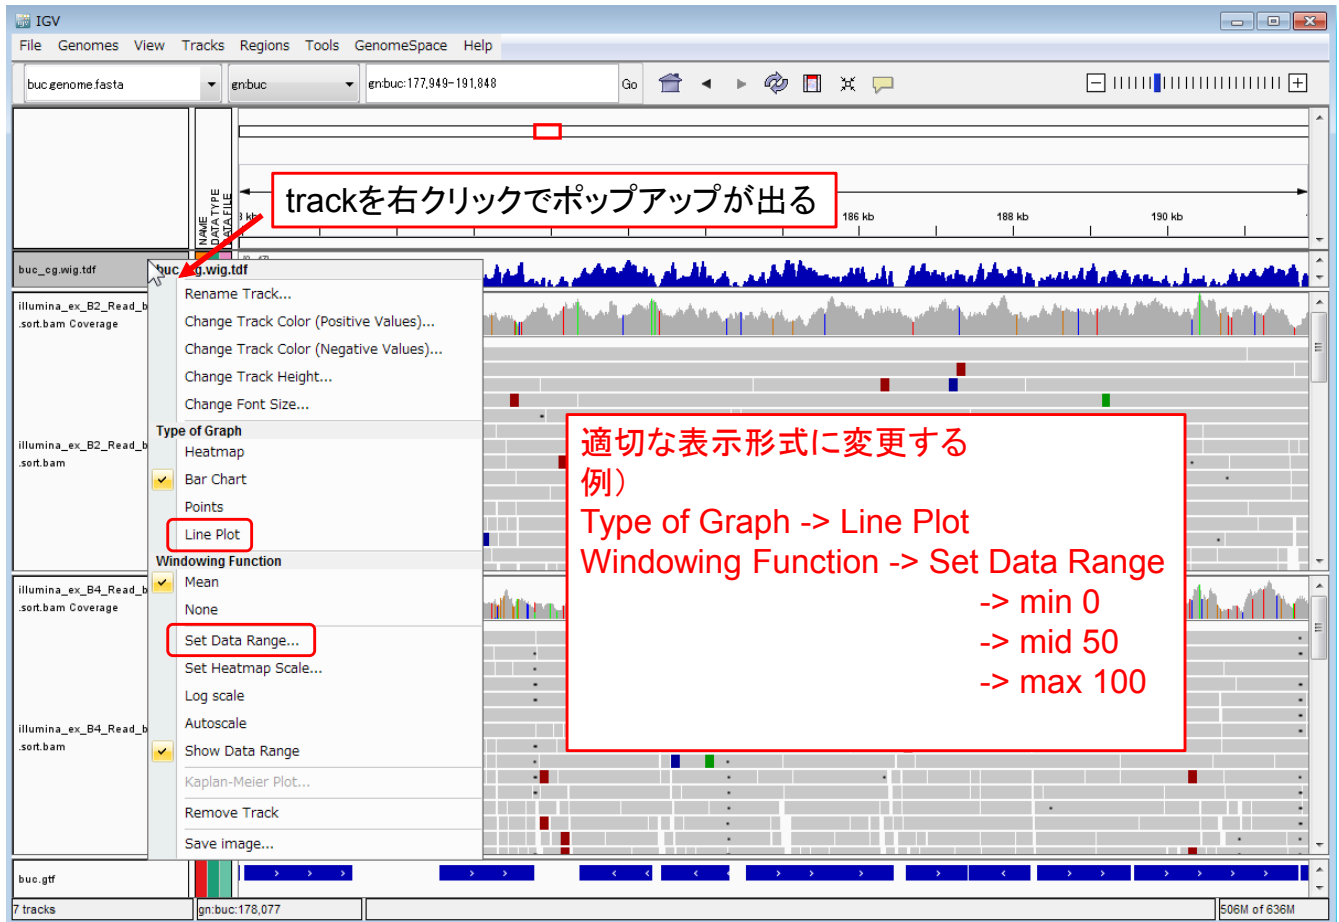 IGV
File Genomes View Tracks Regions Tools GenomeSpace Help
buc.genome.fasta
gn:buc
gn:buc:177,949-191,848
Go
NAME
DATA TYPE
DATA FILE
trackを右クリックでポップアップが出る
186 kb
188 kb
190 kb
buc_cg.wig.tdf
Rename Track...
Change Track Color (Positive Values)...
Change Track Color (Negative Values)...
Change Track Height...
Change Font Size...
Type of Graph
Heatmap
Bar Chart
Points
Line Plot
Windowing Function
Mean
None
Set Data Range...
Set Heatmap Scale...
Log scale
Autoscale
Show Data Range
Kaplan-Meier Plot...
Remove Track
Save image...
illumina_ex_B2_Read_b
.sort.bam Coverage
illumina_ex_B2_Read_b
.sort.bam
illumina_ex_B4_Read_b
.sort.bam Coverage
illumina_ex_B4_Read_b
.sort.bam
適切な表示形式に変更する
例）
Type of Graph -> Line Plot
Windowing Function -> Set Data Range
-> min 0
-> mid 50
-> max 100
buc.gtf
7 tracks
gn:buc:178,077
506M of 636M